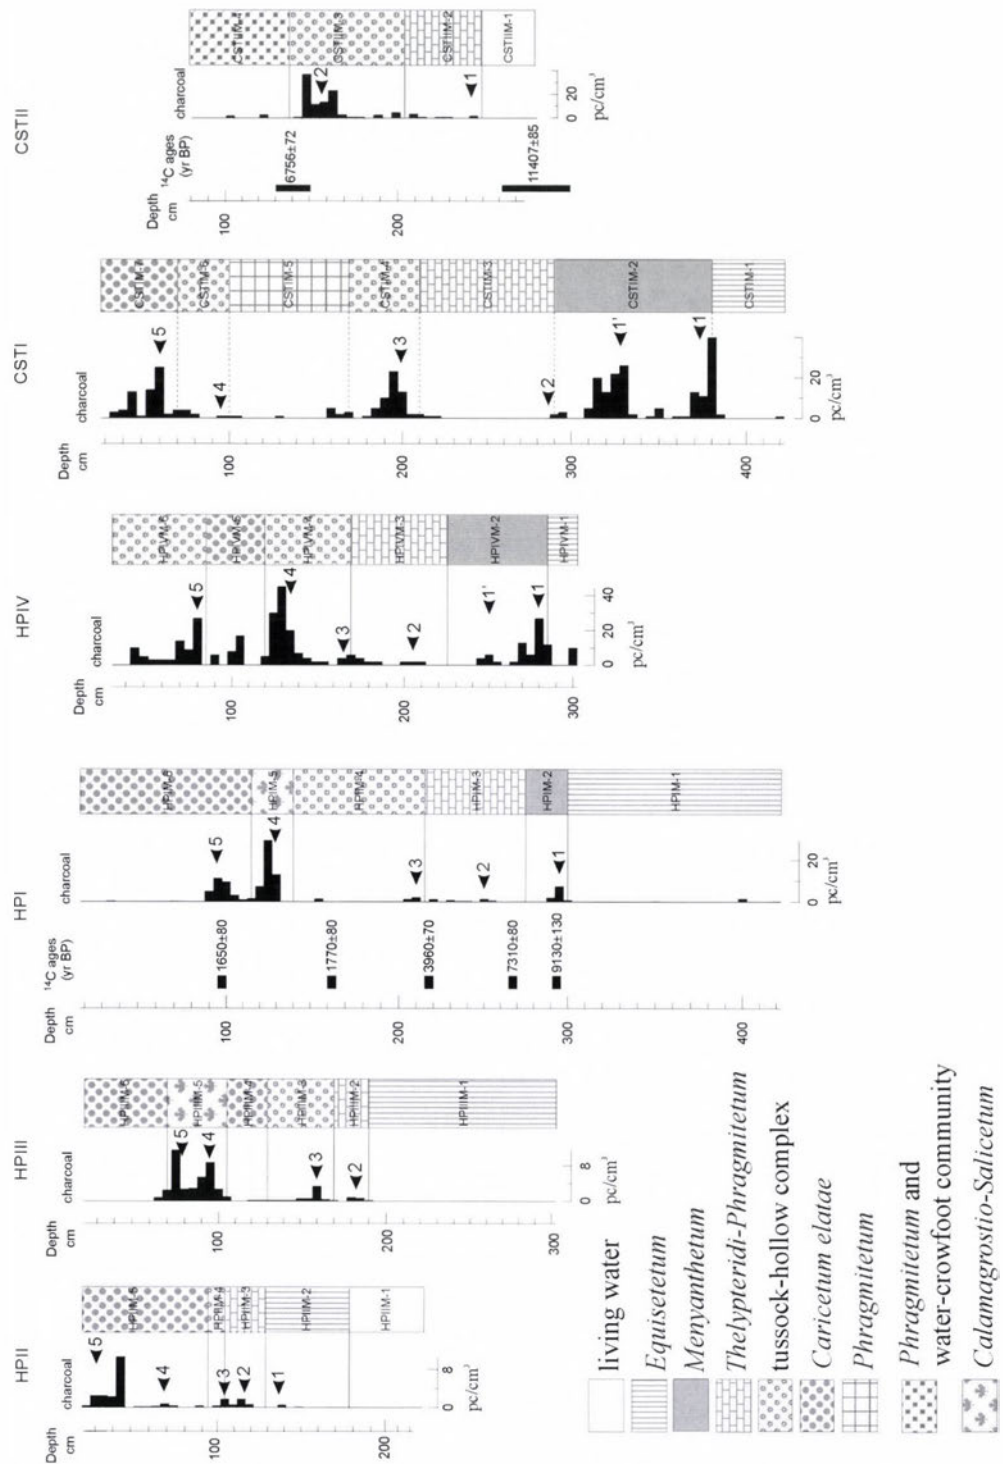 HPII
Depth
cm
charcoal
100
200
5
4
3
2
1
0
8
pc/cm³
HPIIM-6
HPIIM-4
HPIIM-3
HPIIM-2
HPIIM-1
HPIII
Depth
cm
charcoal
100
200
300
5
4
3
2
0
8
pc/cm³
HPIIIM-6
HPIIIM-5
HPIIIM-4
HPIIIM-3
HPIIIM-2
HPIIIM-1
HPI
Depth
cm
¹⁴C ages
(yr BP)
charcoal
100
200
300
400
1650±80
1770±80
3960±70
7310±80
9130±130
5
4
3
2
1
0
20
pc/cm³
HPIM-6
HPIM-5
HPIM-4
HPIM-3
HPIM-2
HPIM-1
HPIV
Depth
cm
charcoal
100
200
300
5
4
3
2
1'
1
0
20
40
pc/cm³
HPIVM-6
HPIVM-5
HPIVM-4
HPIVM-3
HPIVM-2
HPIVM-1
CSTI
Depth
cm
charcoal
100
200
300
400
5
4
3
2
1'
1
0
20
pc/cm³
CSTIM-7
CSTIM-6
CSTIM-5
CSTIM-4
CSTIM-3
CSTIM-2
CSTIM-1
CSTII
Depth
cm
¹⁴C ages
(yr BP)
charcoal
100
200
6756±72
11407±85
2
1
0
20
pc/cm³
CSTIIM-4
CSTIIM-3
CSTIIM-2
CSTIIM-1
living water
Equisetetum
Menyanthetum
Thelypteridi-Phragmitetum
tussock-hollow complex
Caricetum elatae
Phragmitetum
Phragmitetum and
water-crowfoot community
Calamagrostio-Salicetum